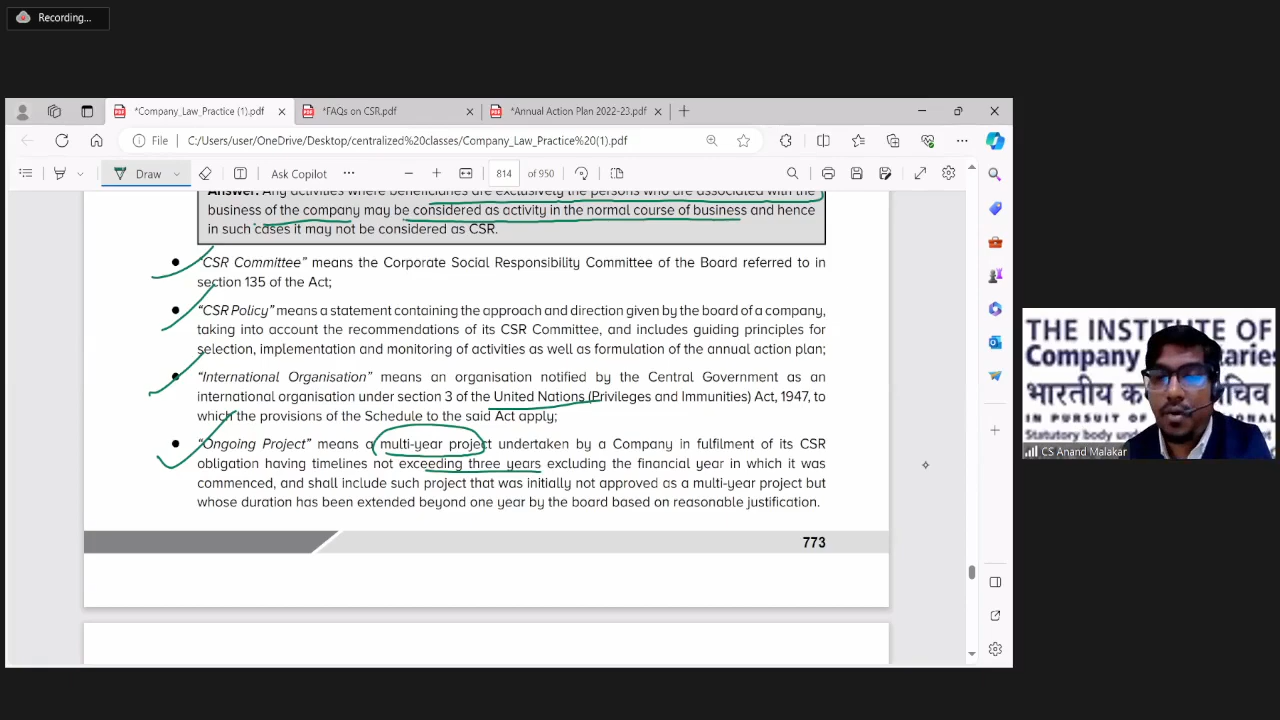 Recording...
*Company_Law_Practice (1).pdf
*FAQs on CSR.pdf
*Annual Action Plan 2022-23.pdf
File
C:/Users/user/OneDrive/Desktop/centralized%20classes/Company_Law_Practice%20(1).pdf
Draw
Ask Copilot
814 of 950
Answer: Any activities where beneficiaries are exclusively the persons who are associated with the
business of the company may be considered as activity in the normal course of business and hence
in such cases it may not be considered as CSR.
● “CSR Committee” means the Corporate Social Responsibility Committee of the Board referred to in
section 135 of the Act;
● “CSR Policy” means a statement containing the approach and direction given by the board of a company,
taking into account the recommendations of its CSR Committee, and includes guiding principles for
selection, implementation and monitoring of activities as well as formulation of the annual action plan;
● “International Organisation” means an organisation notified by the Central Government as an
international organisation under section 3 of the United Nations (Privileges and Immunities) Act, 1947, to
which the provisions of the Schedule to the said Act apply;
● “Ongoing Project” means a multi-year project undertaken by a Company in fulfilment of its CSR
obligation having timelines not exceeding three years excluding the financial year in which it was
commenced, and shall include such project that was initially not approved as a multi-year project but
whose duration has been extended beyond one year by the board based on reasonable justification.
773
THE INSTITUTE OF
Company
भारतीय
IN PURSUIT OF
Statutory body
CS Anand Malakar